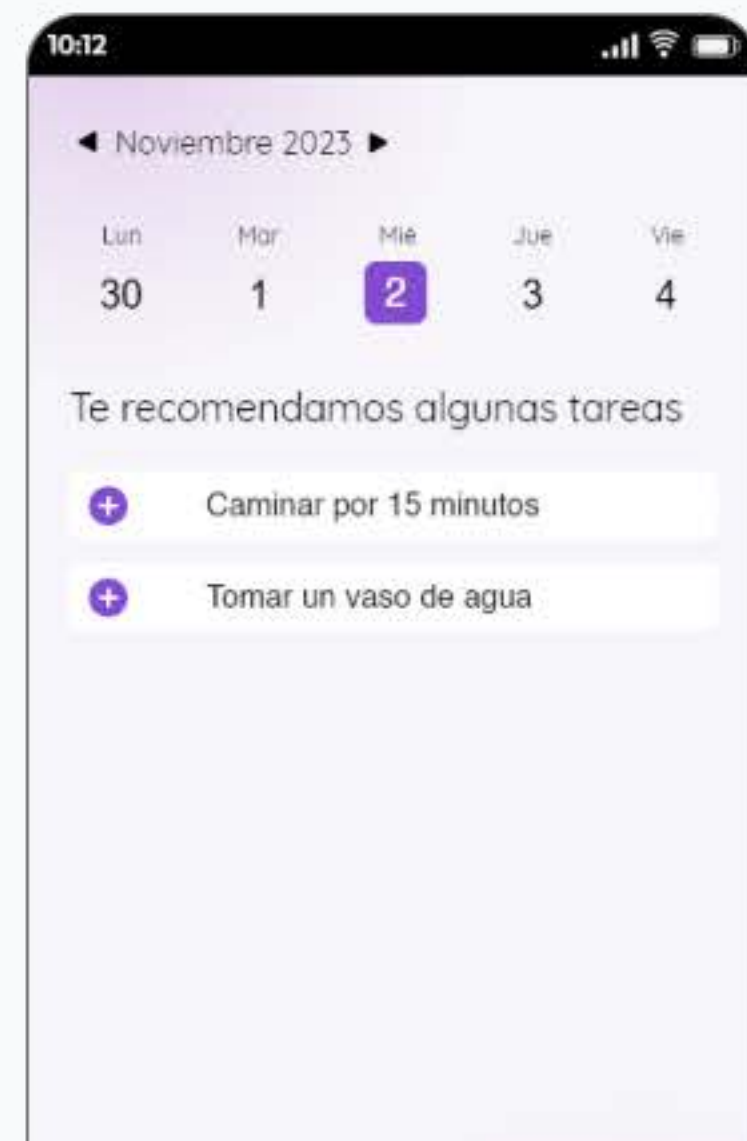 10:12
◀ Noviembre 2023 ▶
Lun Mar Mié Jue Vie
30 1 2 3 4
Te recomendamos algunas tareas
Caminar por 15 minutos
Tomar un vaso de agua